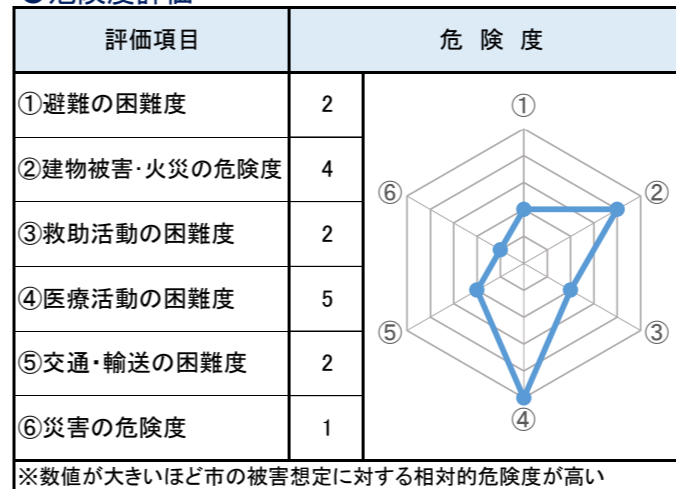 ●危険度評価
評価項目 危 険 度
①避難の困難度 2
②建物被害･火災の危険度 4
③救助活動の困難度 2
④医療活動の困難度 5
⑤交通･輸送の困難度 2
⑥災害の危険度 1
①
②
③
④
⑤
⑥
※数値が大きいほど市の被害想定に対する相対的危険度が高い